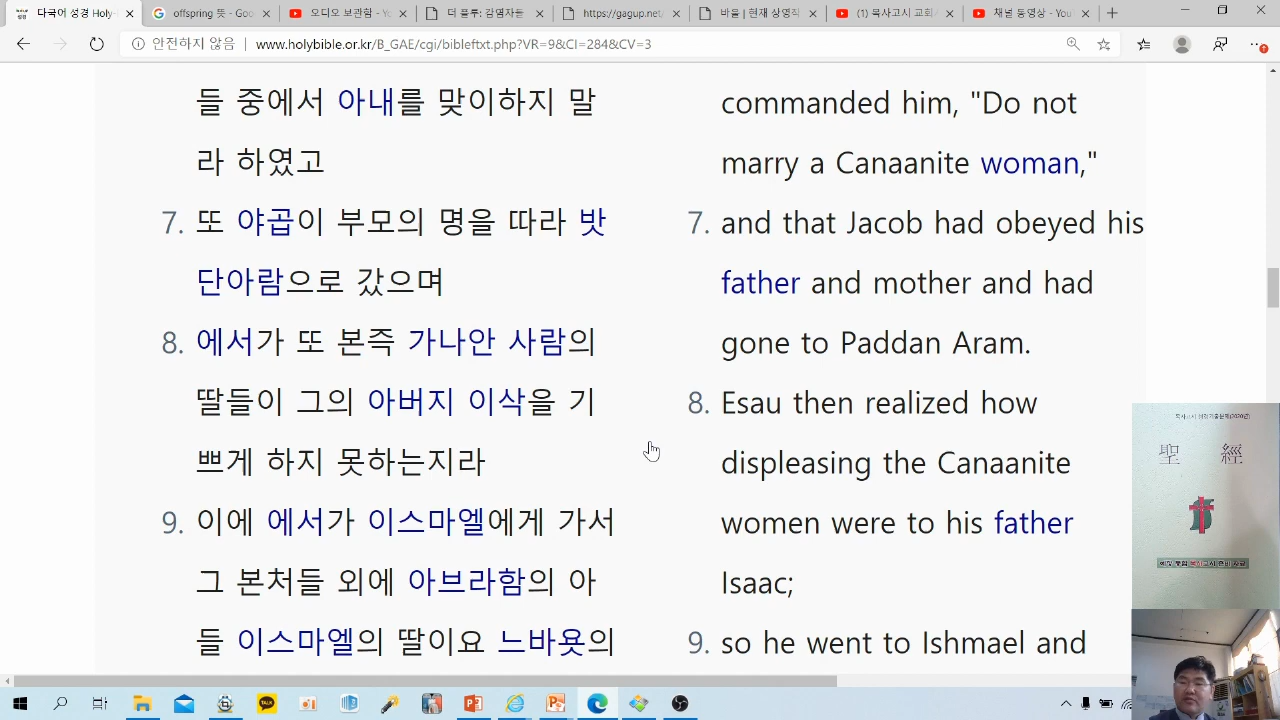 다국어 성경 Holy-
offspring 뜻 - Goo
오디오 보관함 - Yo
더 플투: 감염자들
https://gagup.net/
바울 | 현재 상영작
(1) 목사고시 교회
채널 동영상 - YouT
안전하지 않음
www.holybible.or.kr/B_GAE/cgi/bibleftxt.php?VR=9&CI=284&CV=3
들 중에서 아내를 맞이하지 말
라 하였고
7. 또 야곱이 부모의 명을 따라 밧
단아람으로 갔으며
8. 에서가 또 본즉 가나안 사람의
딸들이 그의 아버지 이삭을 기
쁘게 하지 못하는지라
9. 이에 에서가 이스마엘에게 가서
그 본처들 외에 아브라함의 아
들 이스마엘의 딸이요 느바욧의
commanded him, "Do not
marry a Canaanite woman,"
7. and that Jacob had obeyed his
father and mother and had
gone to Paddan Aram.
8. Esau then realized how
displeasing the Canaanite
women were to his father
Isaac;
9. so he went to Ishmael and
聖 經